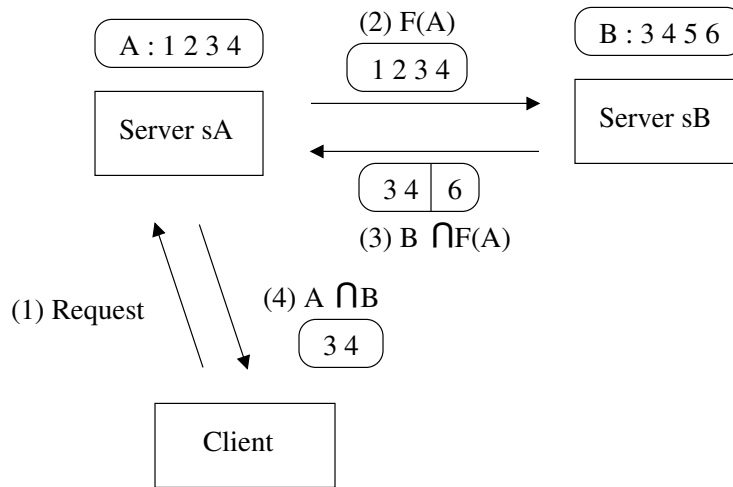 (2) F(A)
A : 1 2 3 4
1 2 3 4
B : 3 4 5 6
Server sA
Server sB
3 4 6
(3) B ∩F(A)
(1) Request
(4) A ∩B
3 4
Client